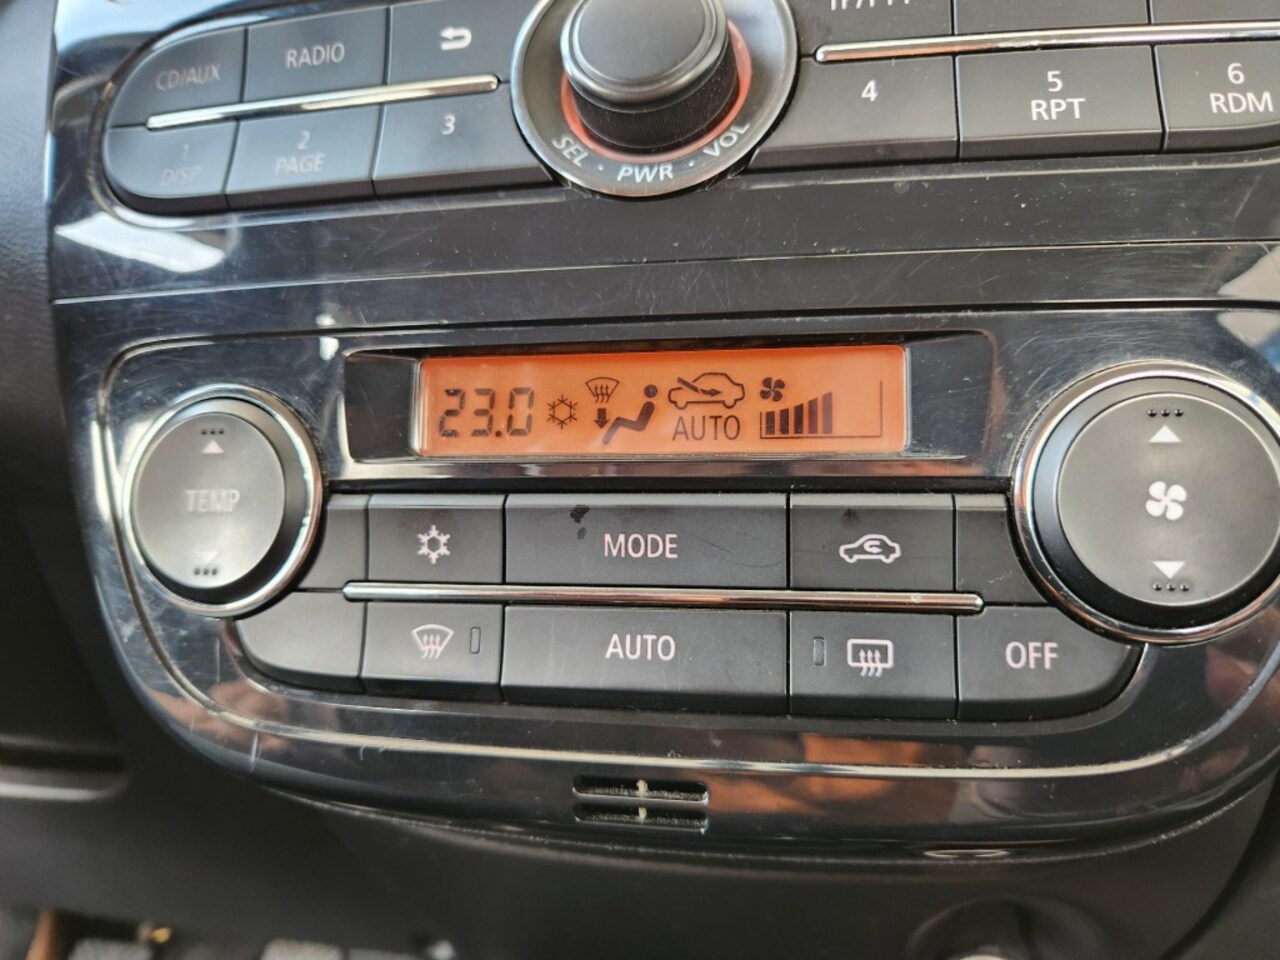 CD/AUX
RADIO
1
DISP
2
PAGE
3
SEL · PWR · VOL
4
5
RPT
6
RDM
23.0
AUTO
TEMP
MODE
AUTO
OFF